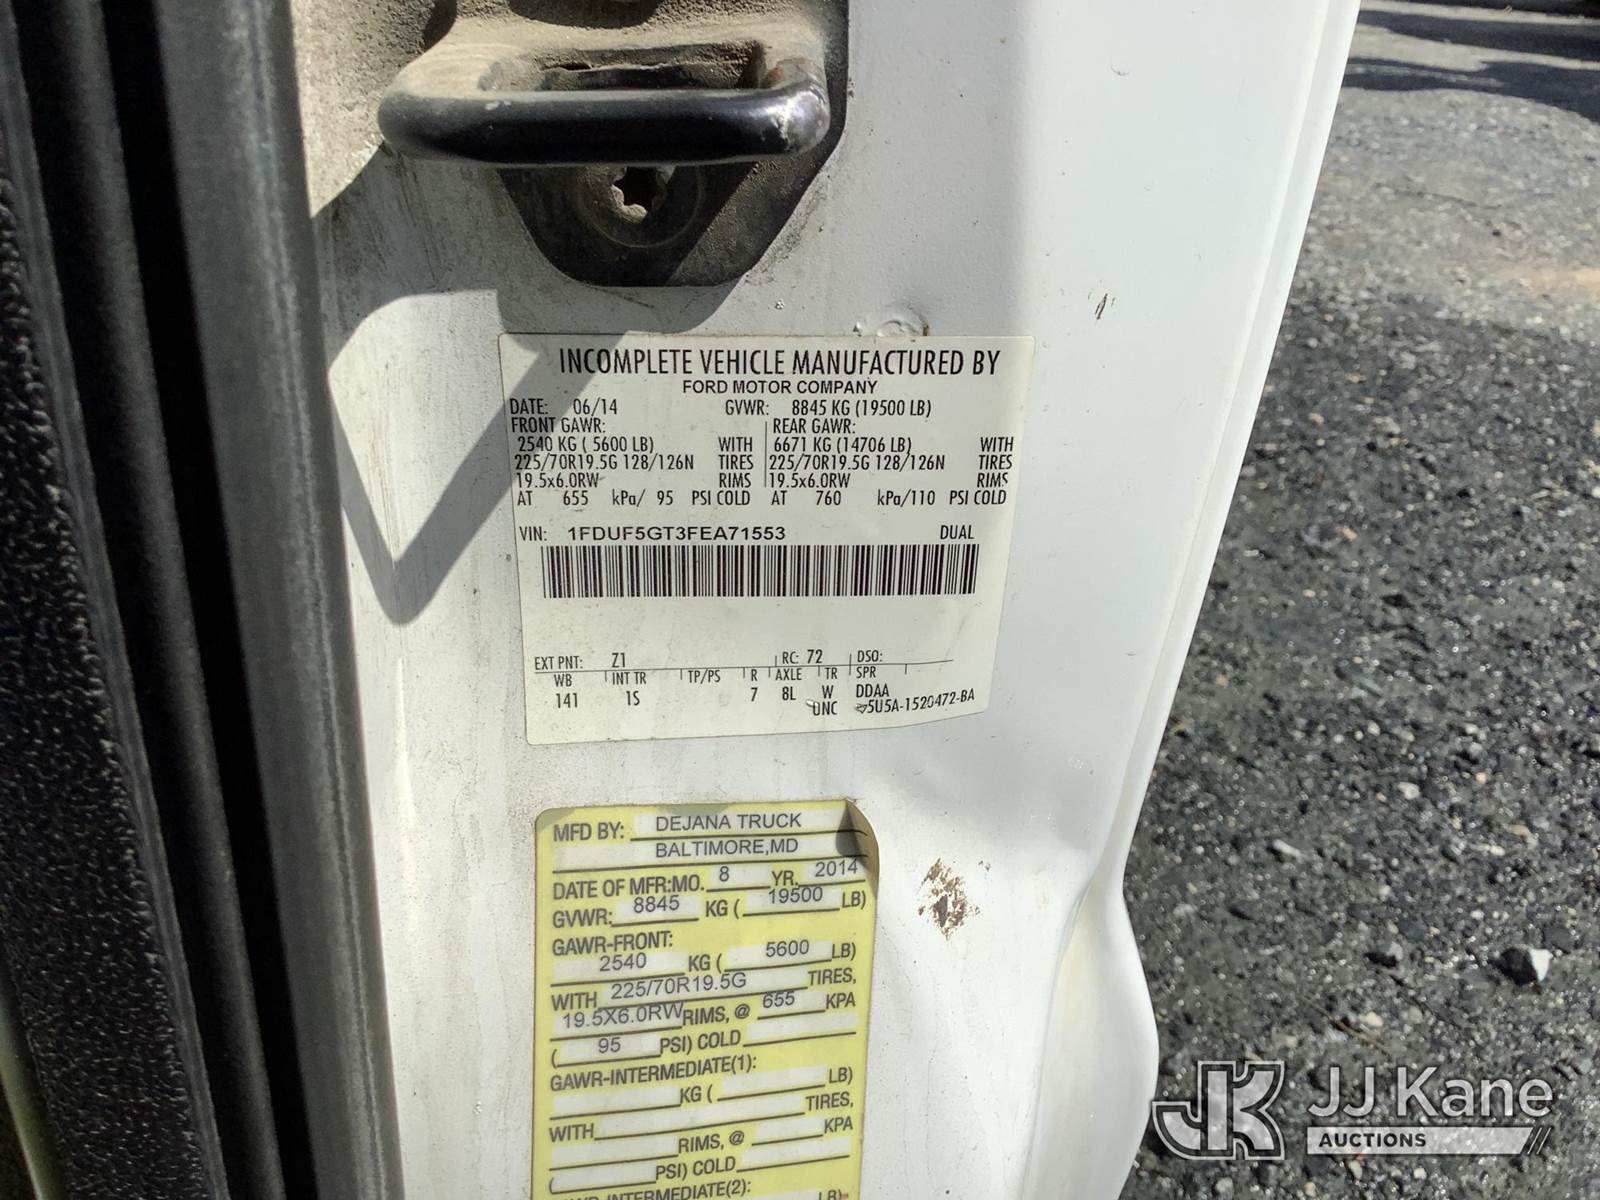 INCOMPLETE VEHICLE MANUFACTURED BY
FORD MOTOR COMPANY
DATE: 06/14 GVWR: 8845 KG (19500 LB)
FRONT GAWR: REAR GAWR:
2540 KG ( 5600 LB) WITH 6671 KG (14706 LB) WITH
225/70R19.5G 128/126N TIRES 225/70R19.5G 128/126N TIRES
19.5x6.0RW RIMS 19.5x6.0RW RIMS
AT 655 kPa/ 95 PSI COLD AT 760 kPa/110 PSI COLD
VIN: 1FDUF5GT3FEA71553 DUAL
EXT PNT: Z1 RC: 72 DSO:
WB INT TR TP/PS R AXLE TR SPR
141 1S 7 8L W DDAA
UNC 5U5A-1520472-BA
MFD BY: DEJANA TRUCK
BALTIMORE,MD
DATE OF MFR:MO. 8 YR. 2014
GVWR: 8845 KG ( 19500 LB)
GAWR-FRONT:
2540 KG ( 5600 LB)
WITH 225/70R19.5G TIRES,
19.5X6.0RW RIMS, @ 655 KPA
( 95 PSI) COLD
GAWR-INTERMEDIATE(1):
KG ( LB)
WITH TIRES,
RIMS, @ KPA
( PSI) COLD
GAWR-INTERMEDIATE(2):
LB)
JK JJ Kane
AUCTIONS